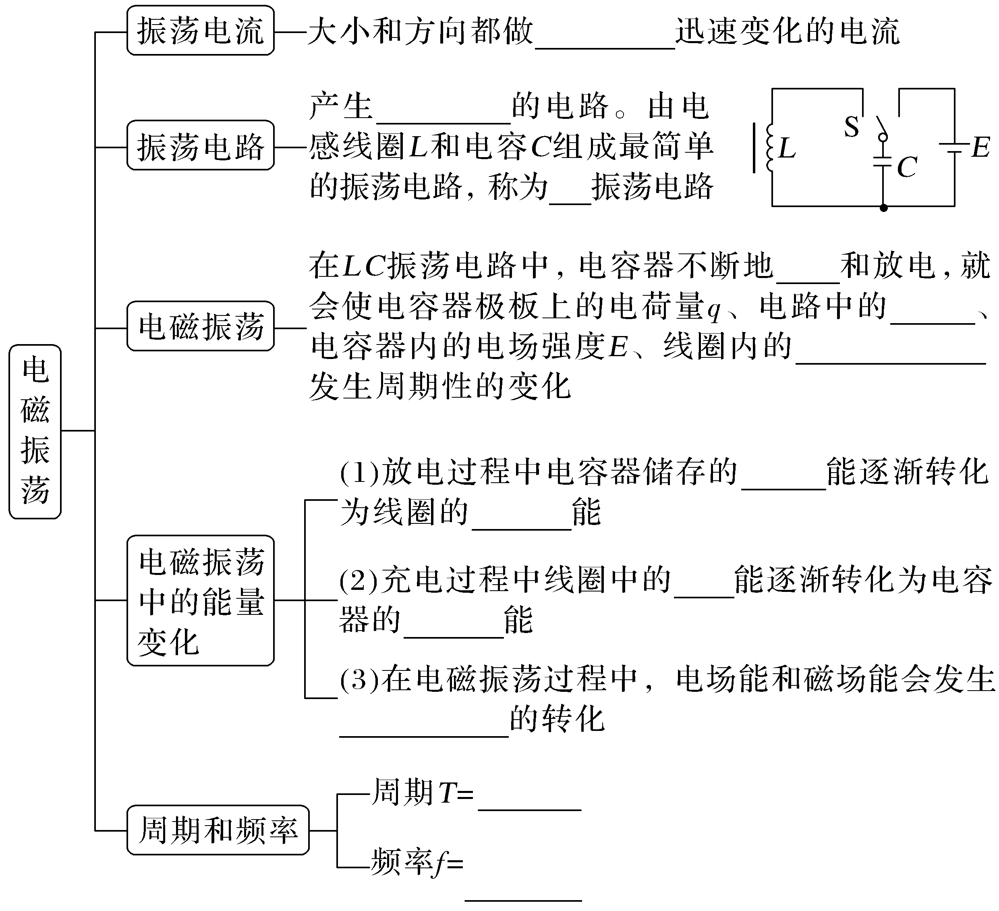 电磁振荡
振荡电流
大小和方向都做__________迅速变化的电流
振荡电路
产生__________的电路。由电
感线圈L和电容C组成最简单
的振荡电路，称为___振荡电路
L
S
C
E
电磁振荡
在LC振荡电路中，电容器不断地____和放电，就
会使电容器极板上的电荷量q、电路中的______、
电容器内的电场强度E、线圈内的____________
发生周期性的变化
电磁振荡
中的能量
变化
(1)放电过程中电容器储存的______能逐渐转化
为线圈的______能
(2)充电过程中线圈中的____能逐渐转化为电容
器的______能
(3)在电磁振荡过程中，电场能和磁场能会发生
__________的转化
周期和频率
周期T=______
频率f=
______